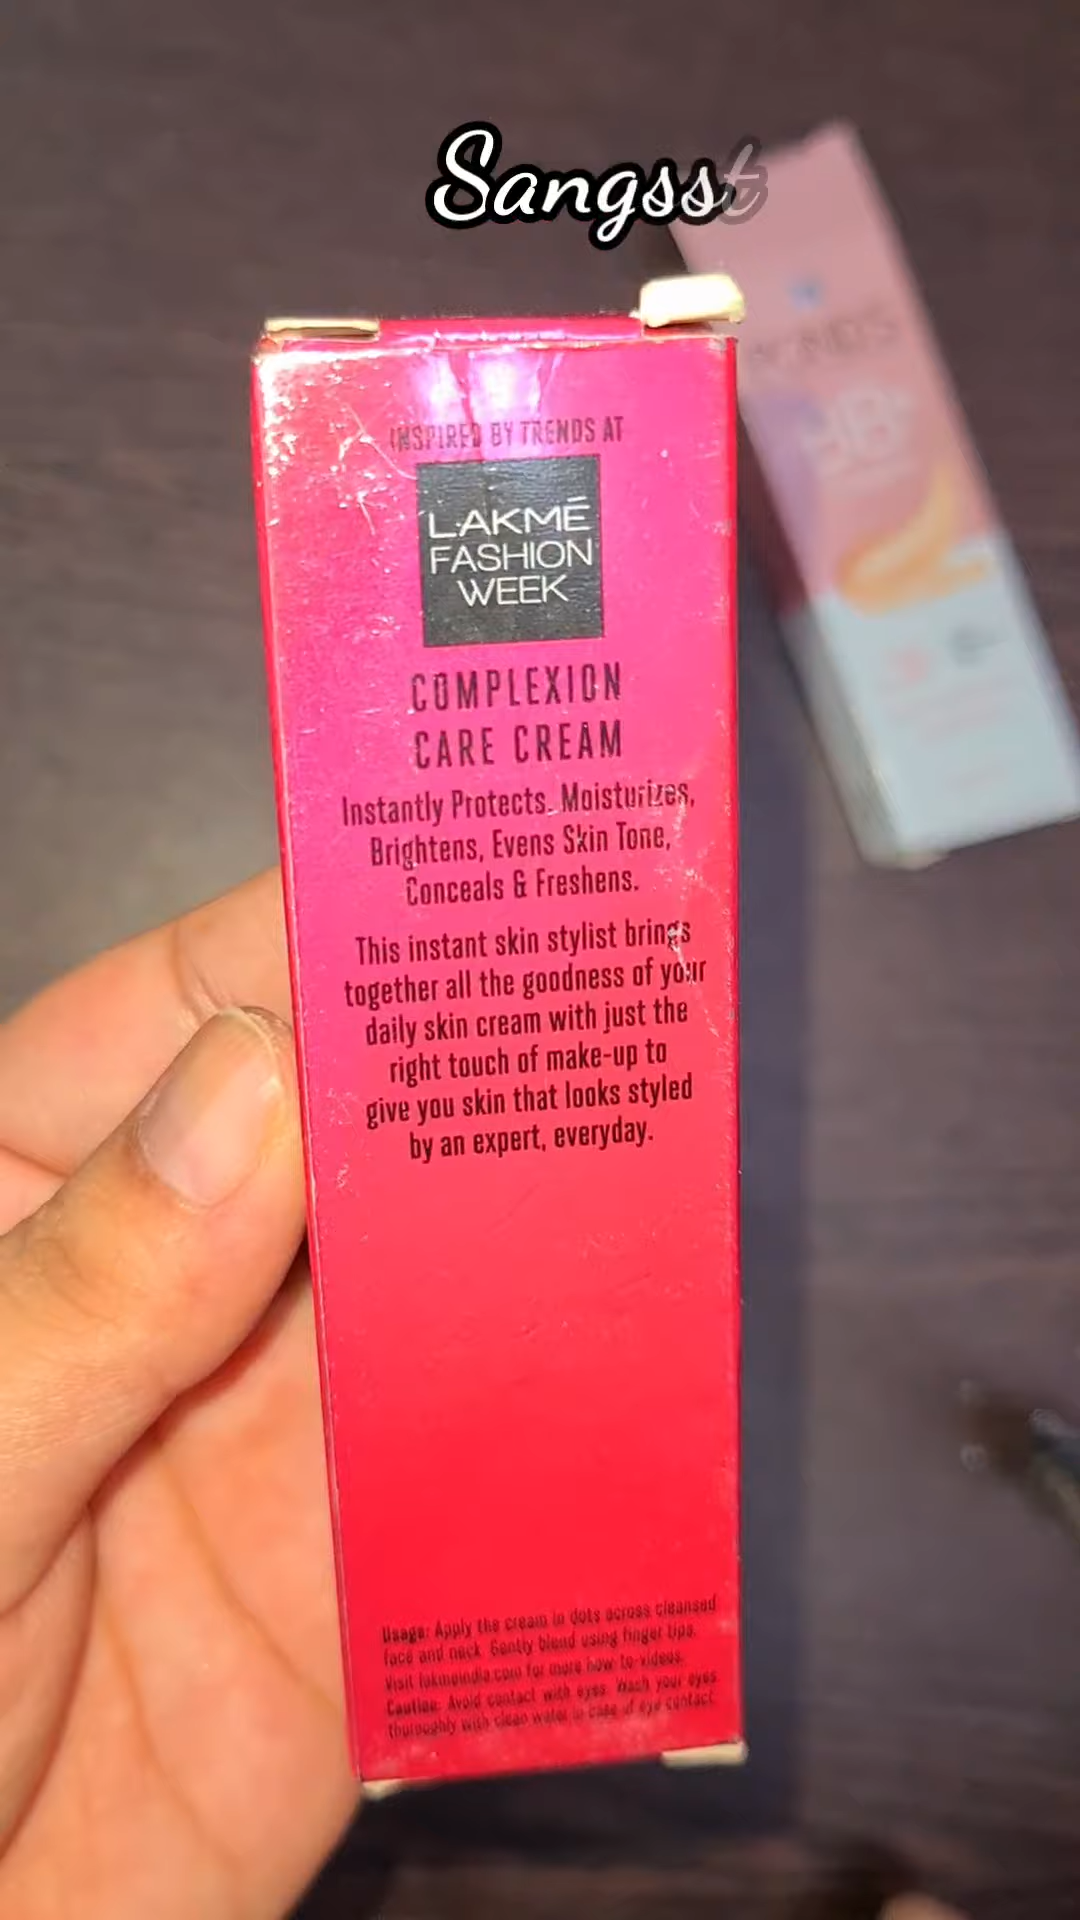 Sangsst
INSPIRED BY TRENDS AT
LAKMÉ
FASHION
WEEK
COMPLEXION
CARE CREAM
Instantly Protects, Moisturizes,
Brightens, Evens Skin Tone,
Conceals & Freshens.
This instant skin stylist brings
together all the goodness of your
daily skin cream with just the
right touch of make-up to
give you skin that looks styled
by an expert, everyday.
Usage: Apply the cream in dots across cleansed
face and neck. Gently blend using finger tips.
Visit lakmeindia.com for more how-to-videos.
Caution: Avoid contact with eyes. Wash your eyes
thoroughly with clean water in case of eye contact.
POND'S
BB+